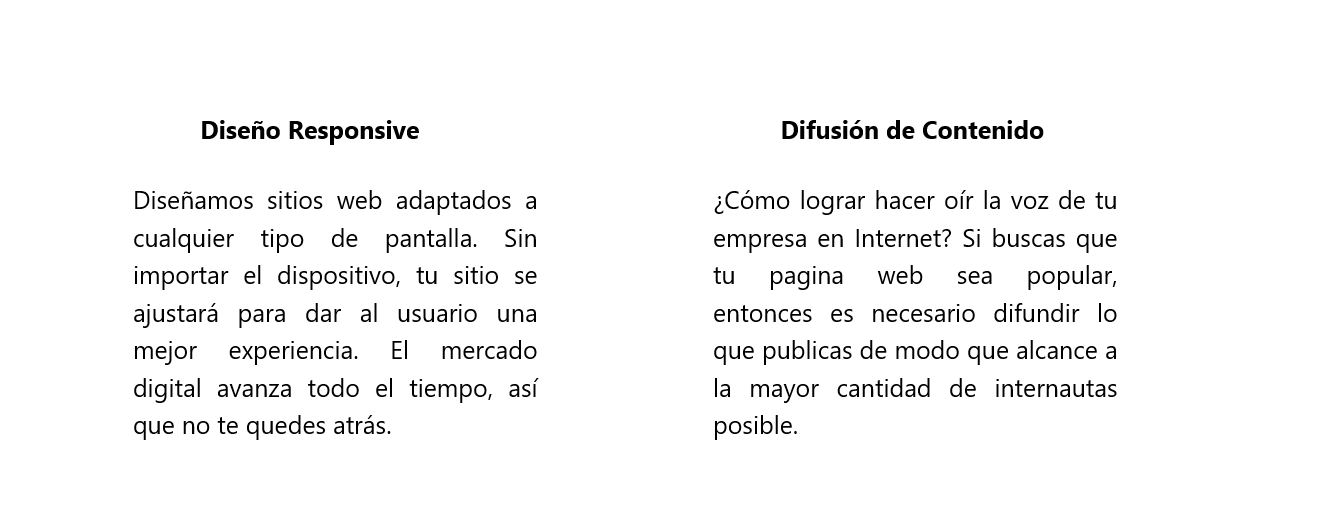 Diseño Responsive
Diseñamos sitios web adaptados a
cualquier tipo de pantalla. Sin
importar el dispositivo, tu sitio se
ajustará para dar al usuario una
mejor experiencia. El mercado
digital avanza todo el tiempo, así
que no te quedes atrás.
Difusión de Contenido
¿Cómo lograr hacer oír la voz de tu
empresa en Internet? Si buscas que
tu pagina web sea popular,
entonces es necesario difundir lo
que publicas de modo que alcance a
la mayor cantidad de internautas
posible.